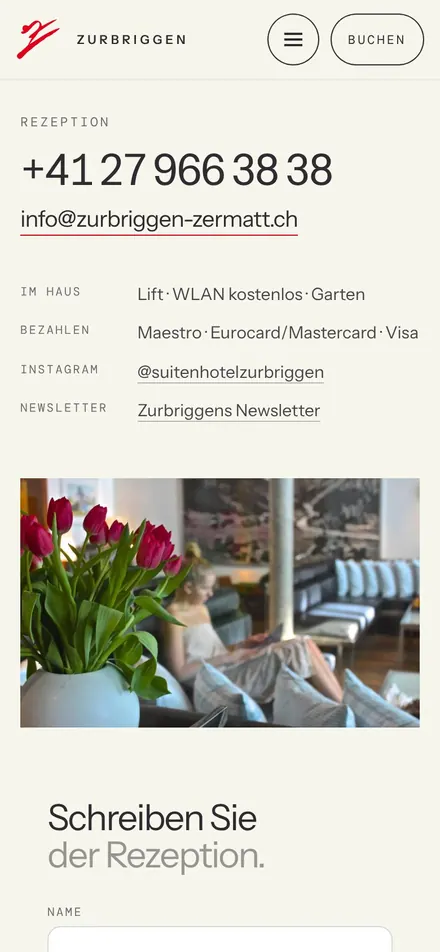 ZURBRIGGEN
BUCHEN
REZEPTION
+41 27 966 38 38
info@zurbriggen-zermatt.ch
IM HAUS
Lift · WLAN kostenlos · Garten
BEZAHLEN
Maestro · Eurocard/Mastercard · Visa
INSTAGRAM
@suitenhotelzurbriggen
NEWSLETTER
Zurbriggens Newsletter
Schreiben Sie
der Rezeption.
NAME